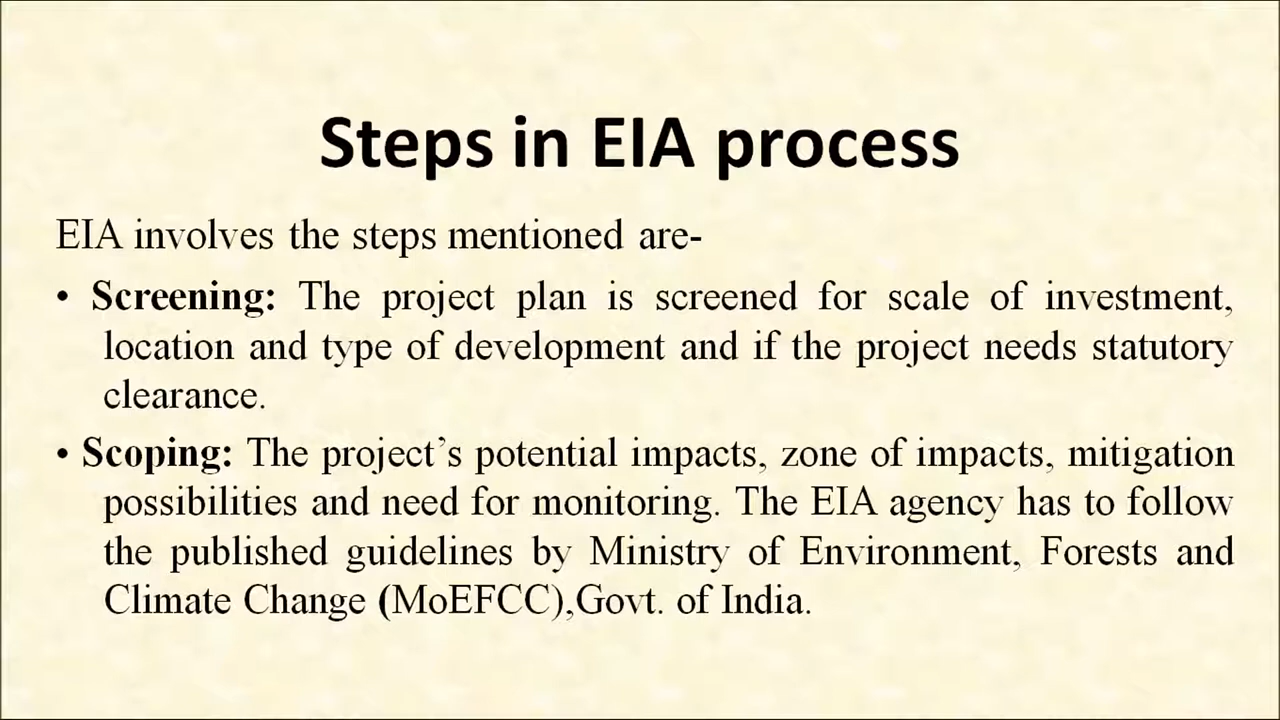 Steps in EIA process
EIA involves the steps mentioned are-
• Screening: The project plan is screened for scale of investment,
location and type of development and if the project needs statutory
clearance.
• Scoping: The project’s potential impacts, zone of impacts, mitigation
possibilities and need for monitoring. The EIA agency has to follow
the published guidelines by Ministry of Environment, Forests and
Climate Change (MoEFCC),Govt. of India.